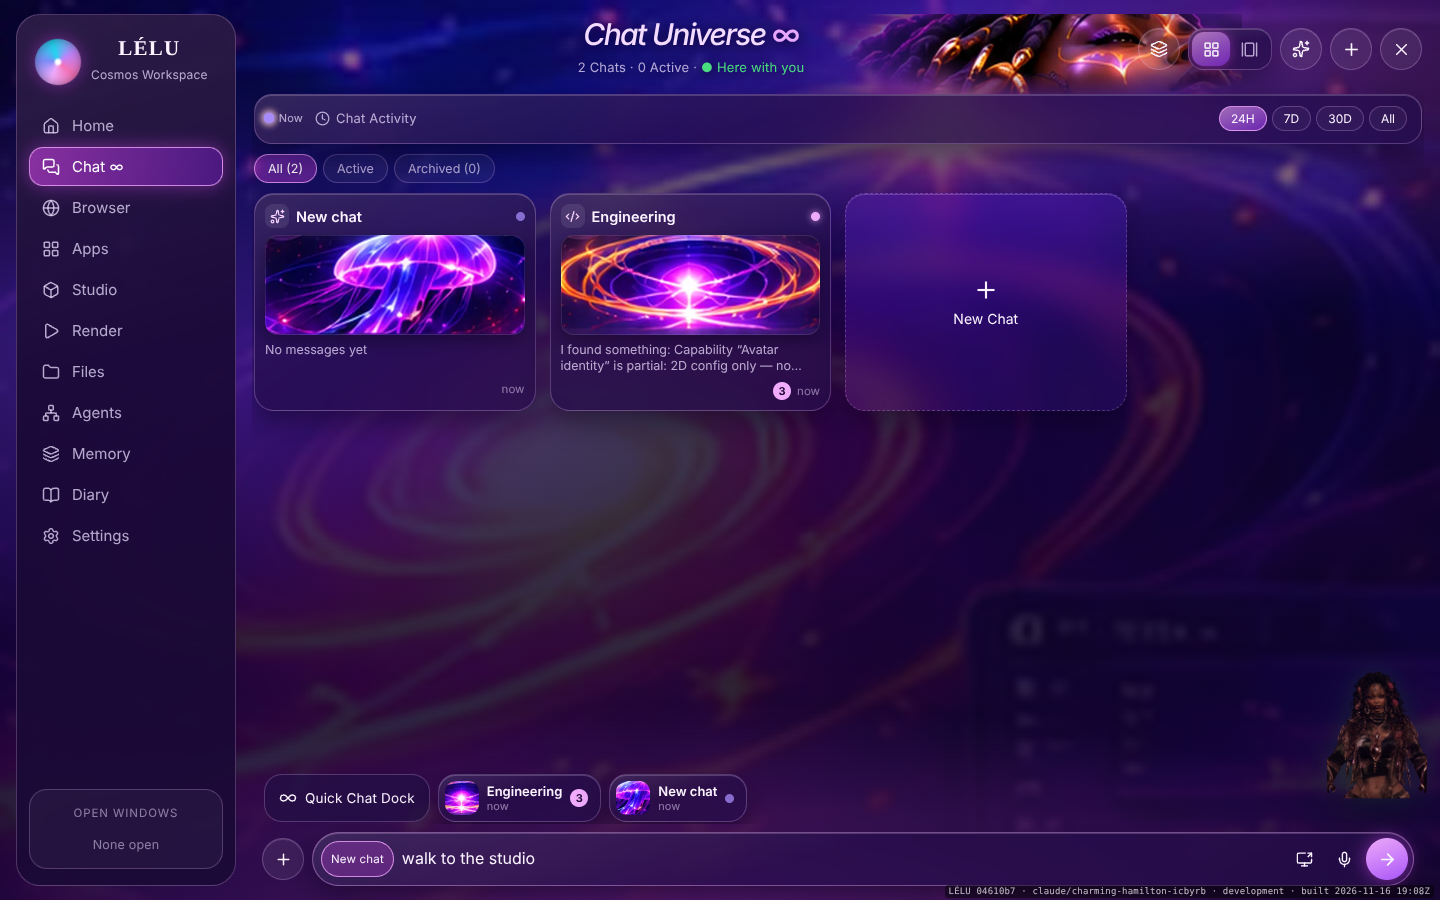 LÉLU
Cosmos Workspace
Home
Chat ∞
Browser
Apps
Studio
Render
Files
Agents
Memory
Diary
Settings
OPEN WINDOWS
None open
Chat Universe ∞
2 Chats · 0 Active · Here with you
Now
Chat Activity
24H
7D
30D
All
All (2)
Active
Archived (0)
New chat
No messages yet
now
Engineering
I found something: Capability “Avatar
identity” is partial: 2D config only — no...
3
now
New Chat
Quick Chat Dock
Engineering
now
3
New chat
now
New chat
walk to the studio
LÉLU 04610b7 · claude/charming-hamilton-icbyrb · development · built 2026-11-16 19:08Z